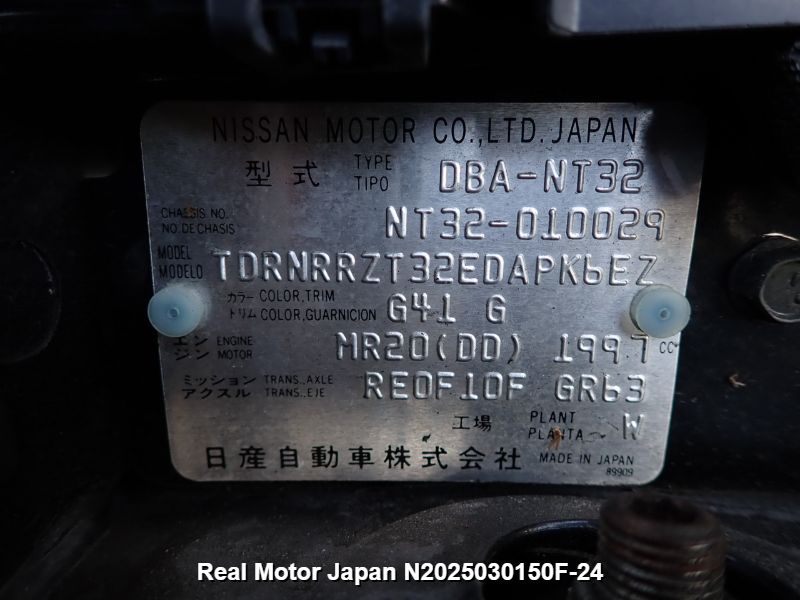 NISSAN MOTOR CO.,LTD. JAPAN
型式 TYPE TIPO DBA-NT32
CHASSIS NO. NO.DE CHASIS NT32-010029
MODEL MODELO TDRNRRZT32EDAPK6EZ
カラー COLOR,TRIM
トリム COLOR,GUARNICION G41 G
エンジン ENGINE MOTOR MR20(DD) 1997 CC
ミッション TRANS.,AXLE
アクスル TRANS.,EJE RE0F10F GR63
工場 PLANT PLANTA W
日産自動車株式会社 MADE IN JAPAN
89909
Real Motor Japan N2025030150F-24